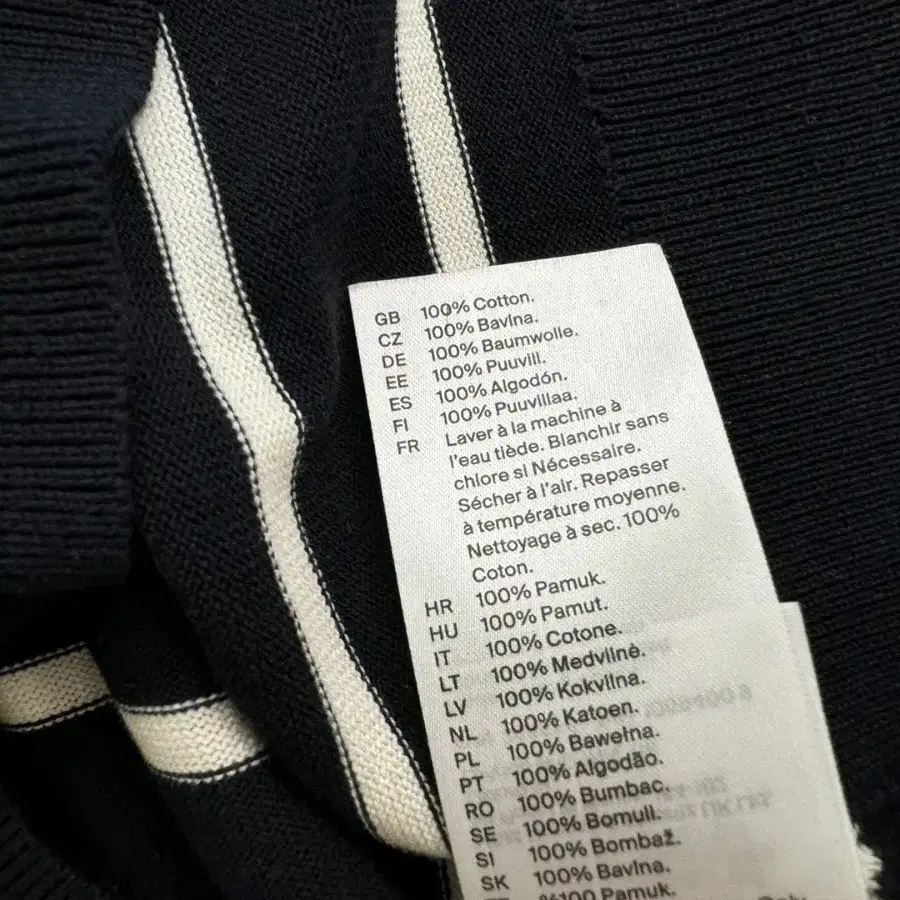 GB 100% Cotton.
CZ 100% Bavlna.
DE 100% Baumwolle.
EE 100% Puuvill.
ES 100% Algodón.
FI 100% Puuvillaa.
FR Laver à la machine à
l'eau tiède. Blanchir sans
chlore si Nécessaire.
Sécher à l'air. Repasser
à température moyenne.
Nettoyage à sec. 100%
Coton.
HR 100% Pamuk.
HU 100% Pamut.
IT 100% Cotone.
LT 100% Medvilnė.
LV 100% Kokvilna.
NL 100% Katoen.
PL 100% Bawełna.
PT 100% Algodão.
RO 100% Bumbac.
SE 100% Bomull.
SI 100% Bombaž.
SK 100% Bavlna.
%100 Pamuk.